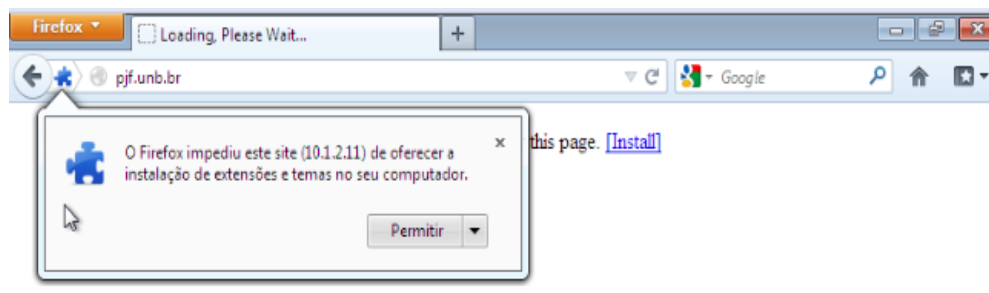 Firefox
Loading, Please Wait...
+
pjf.unb.br
Google
this page. [Install]
O Firefox impediu este site (10.1.2.11) de oferecer a
instalação de extensões e temas no seu computador.
x
Permitir